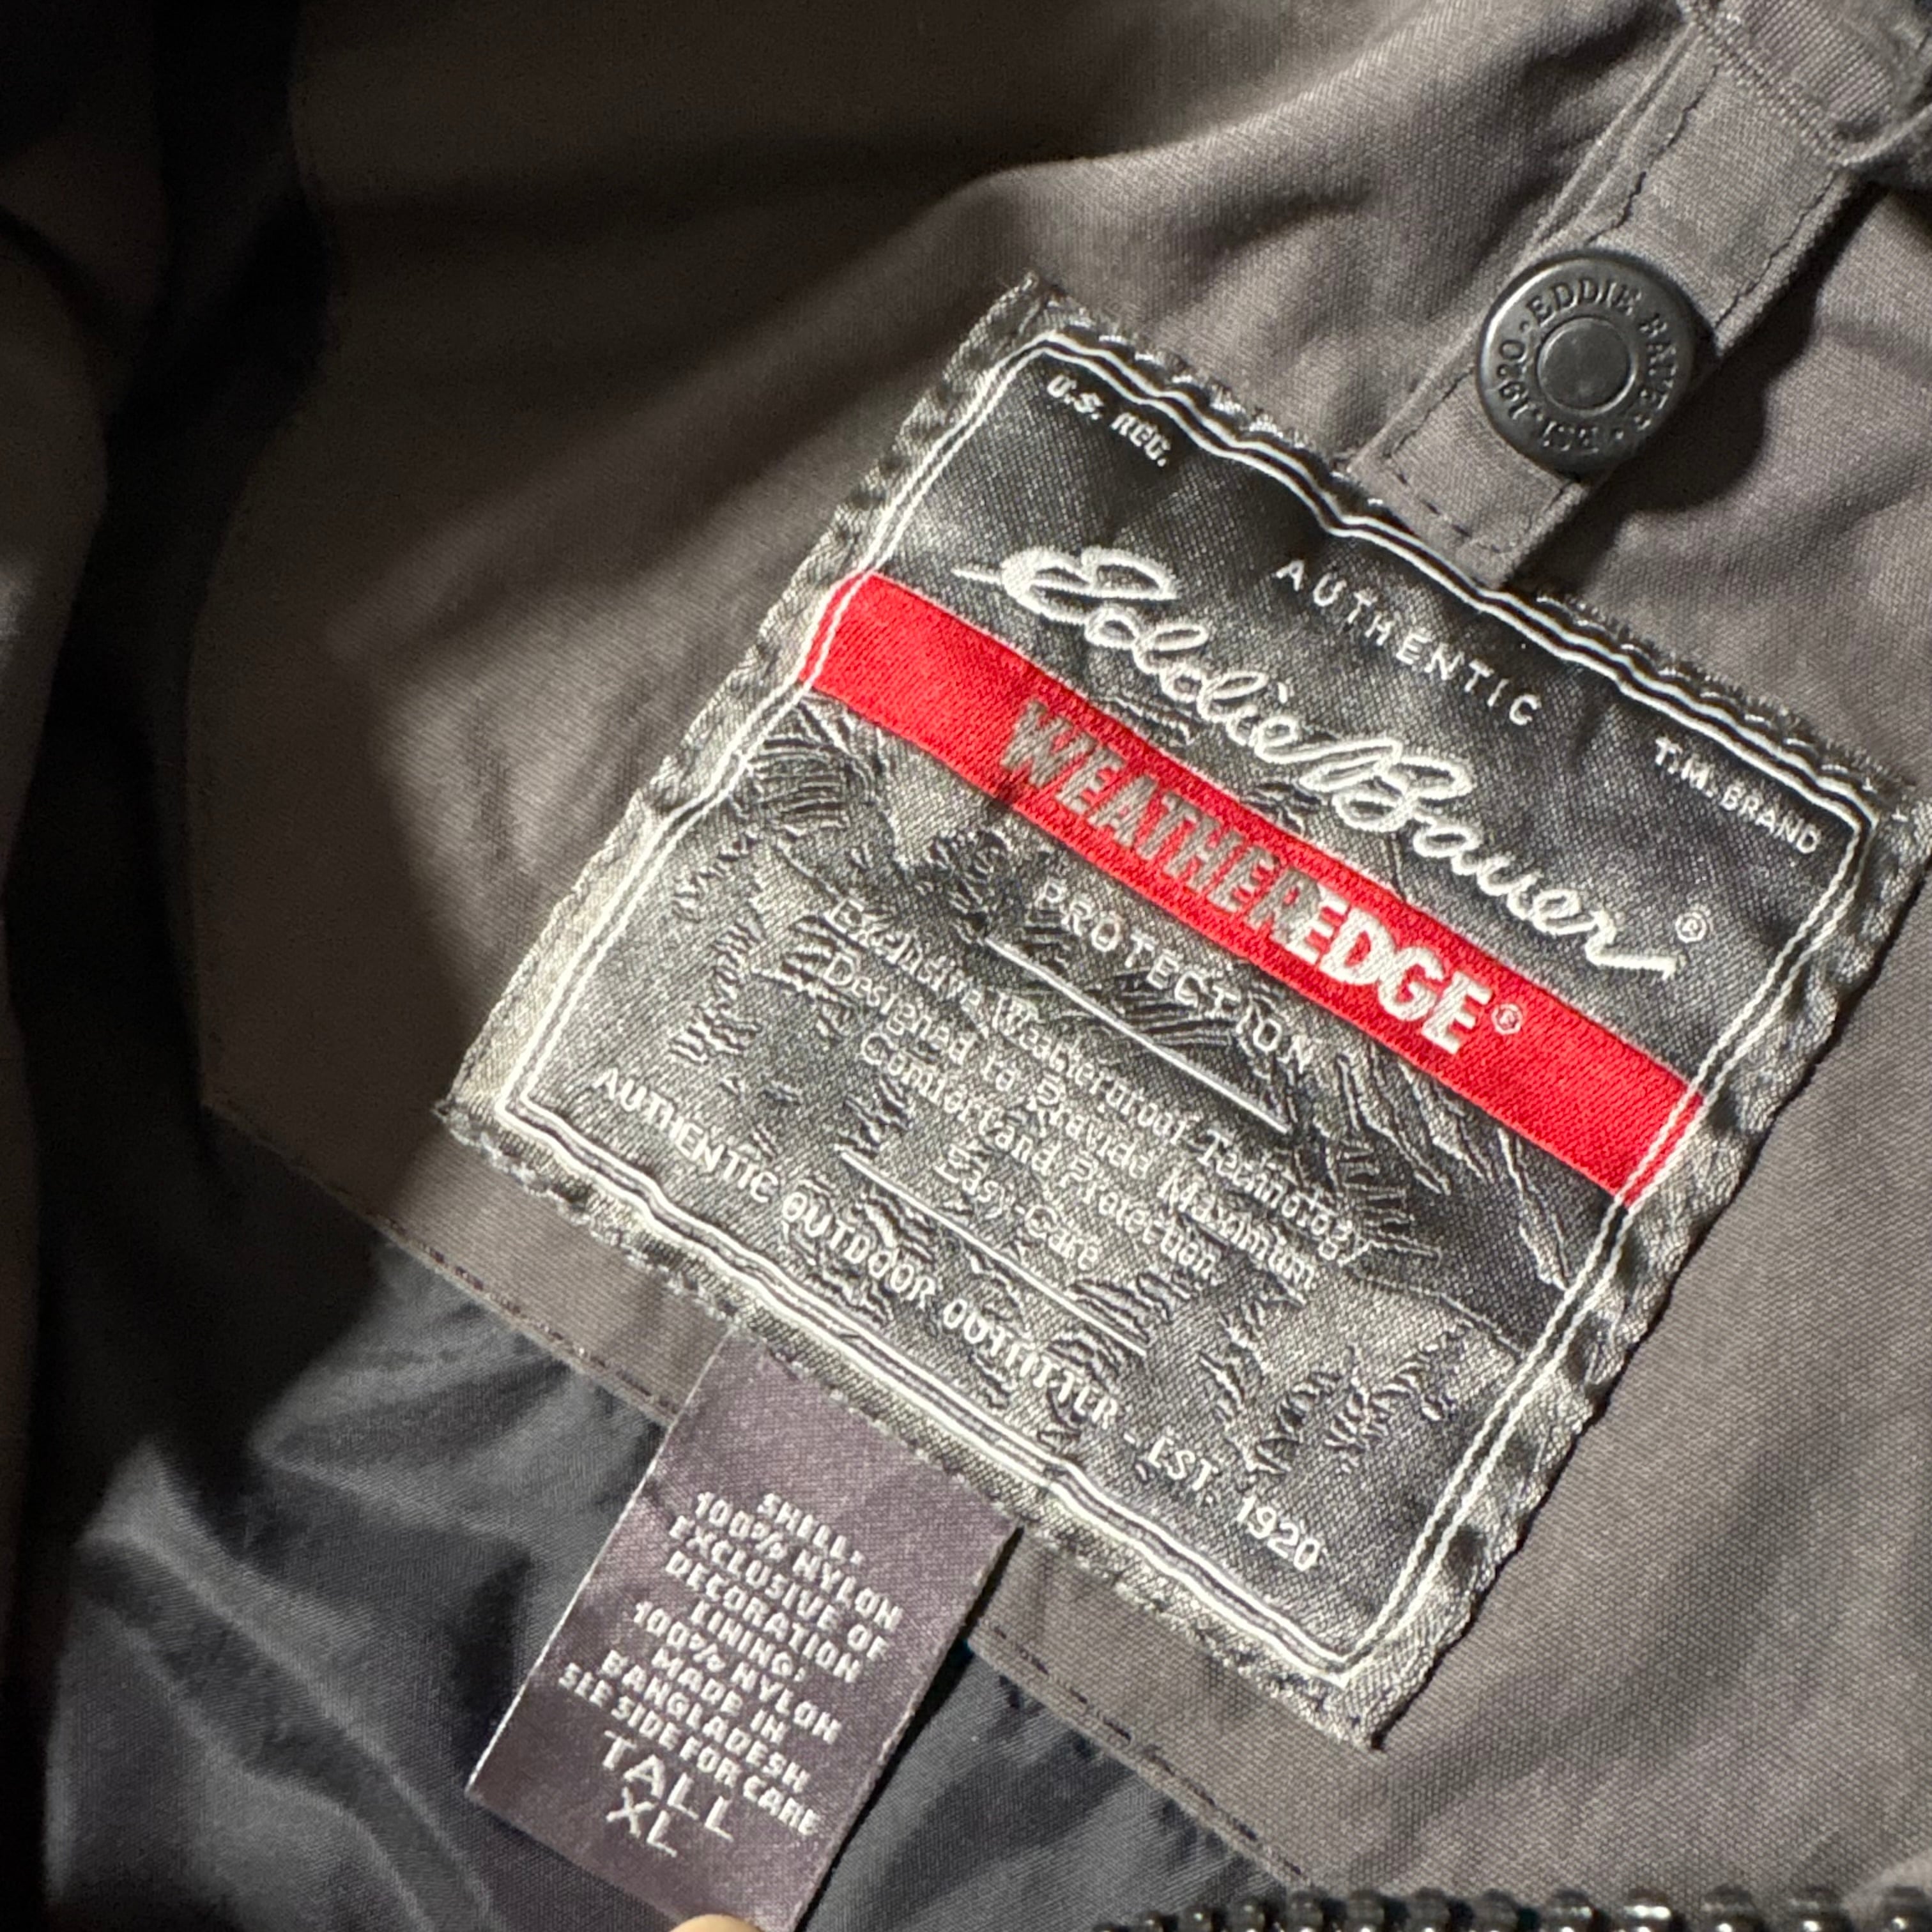 EDDIE BAUER · EST. 1920 ·
U.S. REG.
AUTHENTIC
T.M. BRAND
Eddie Bauer®
WEATHEREDGE®
PROTECTION
Exclusive Weatherproof Technology
Designed to Provide Maximum
Comfort and Protection.
Easy-Care
AUTHENTIC OUTDOOR OUTFITTER - EST. 1920
SHELL:
100% NYLON
EXCLUSIVE OF
DECORATION
LINING:
100% NYLON
MADE IN
BANGLADESH
SEE SIDE FOR CARE
TALL
XL